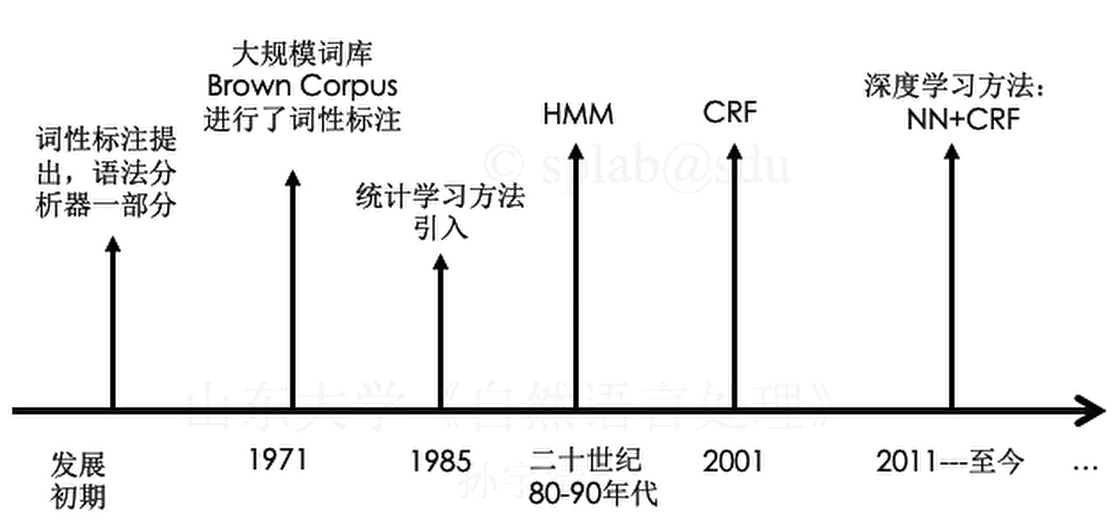 词性标注提
出，语法分
析器一部分
大规模词库
Brown Corpus
进行了词性标注
统计学习方法
引入
HMM
CRF
深度学习方法：
NN+CRF
© splab@sdu
山东大学《自然语言处理》
发展
初期
1971
1985
二十世纪
80-90年代
2001
2011---至今
...